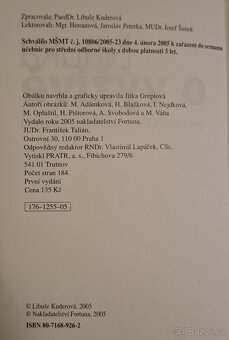 Zpracovala: PaedDr. Libuše Kuderová
Lektorovali: Mgr. Heroutová, Jaroslav Peterka, MUDr. Josef Šimek
Schválilo MŠMT č. j. 10806/2005-23 dne 4. února 2005 k zařazení do seznamu
učebnic pro střední odborné školy s dobou platnosti 5 let.
Obálku navrhla a graficky upravila Jitka Greplová
Autoři obrázků: M. Adámková, H. Blažková, I. Nejdková,
M. Opluštil, H. Pištorová, A. Svobodová a M. Váňa
Vydalo roku 2005 nakladatelství Fortuna,
JUDr. František Talián,
Ostrovní 30, 110 00 Praha 1
Odpovědný redaktor RNDr. Vlastimil Lapáček, CSc.
Vytiskl PRATR, a. s., Fibichova 279/6
541 01 Trutnov
Počet stran 184
První vydání
Cena 135 Kč
176–1255–05
© Libuše Kuderová, 2005
© Nakladatelství Fortuna, 2005
ISBN 80-7168-926-2